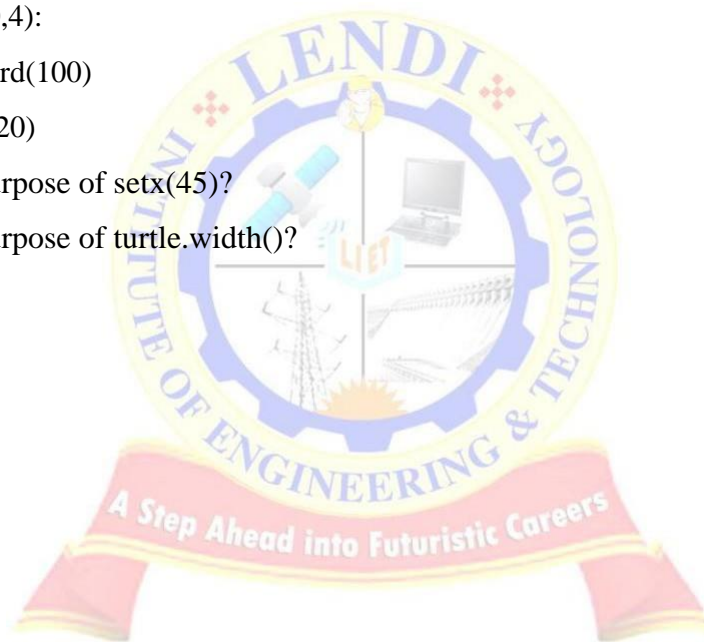 ,4):
rd(100)
20)
rpose of setx(45)?
urpose of turtle.width()?
LENDI
INSTITUTE OF ENGINEERING & TECHNOLOGY
LIET
A Step Ahead into Futuristic Careers